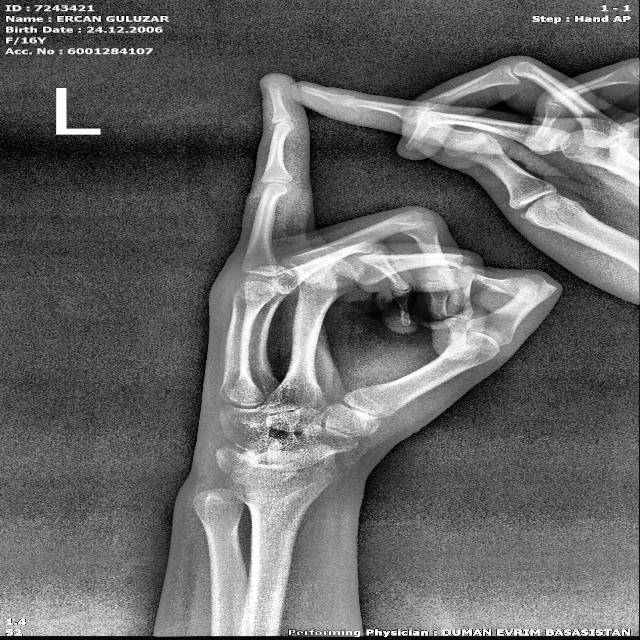 ID : 7243421
Name : ERCAN GULUZAR
Birth Date : 24.12.2006
F/16Y
Acc. No : 6001284107
1 - 1
Step : Hand AP
L
1.4
52
Performing Physician : DUMAN EVRIM BASASISTAN